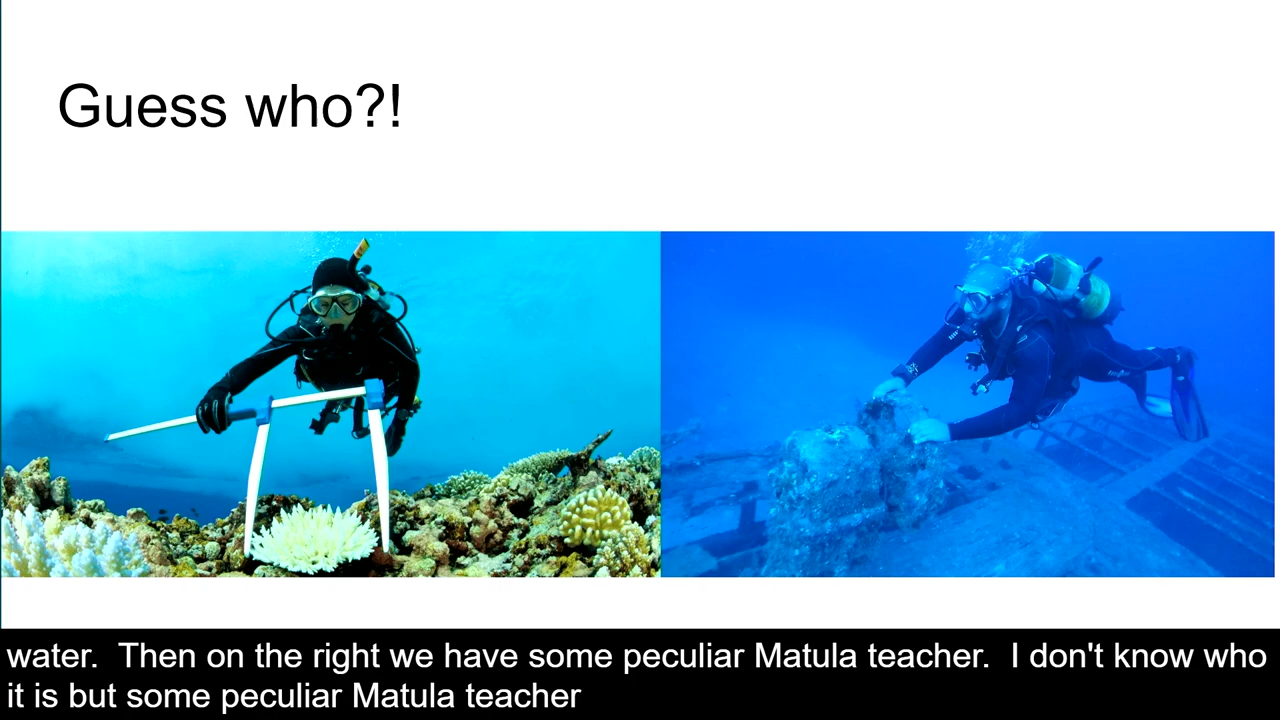 Guess who?!
water.  Then on the right we have some peculiar Matula teacher.  I don't know who
it is but some peculiar Matula teacher